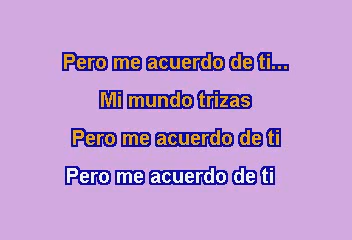 Pero me acuerdo de ti...
Mi mundo trizas
Pero me acuerdo de ti
Pero me acuerdo de ti